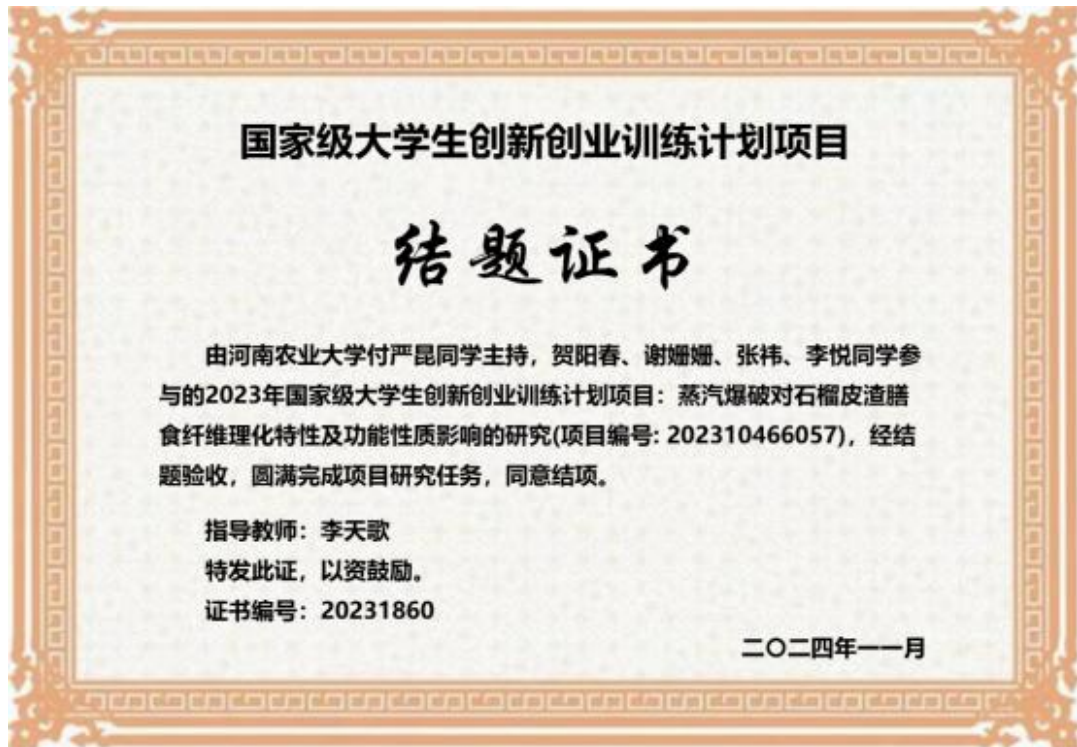 国家级大学生创新创业训练计划项目
结题证书
由河南农业大学付严昆同学主持，贺阳春、谢姗姗、张祎、李悦同学参
与的2023年国家级大学生创新创业训练计划项目：蒸汽爆破对石榴皮渣膳
食纤维理化特性及功能性质影响的研究(项目编号: 202310466057)，经结
题验收，圆满完成项目研究任务，同意结项。
指导教师：李天歌
特发此证，以资鼓励。
证书编号：20231860
二〇二四年一一月